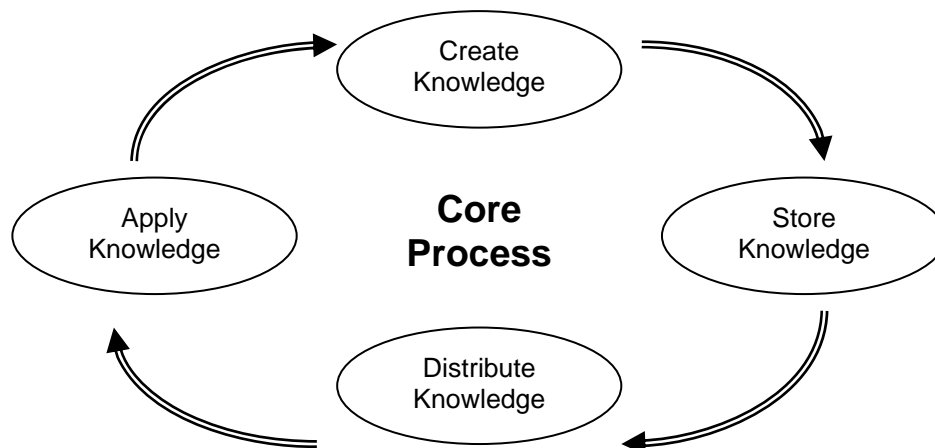 Create
Knowledge
Apply
Knowledge
Core
Process
Store
Knowledge
Distribute
Knowledge